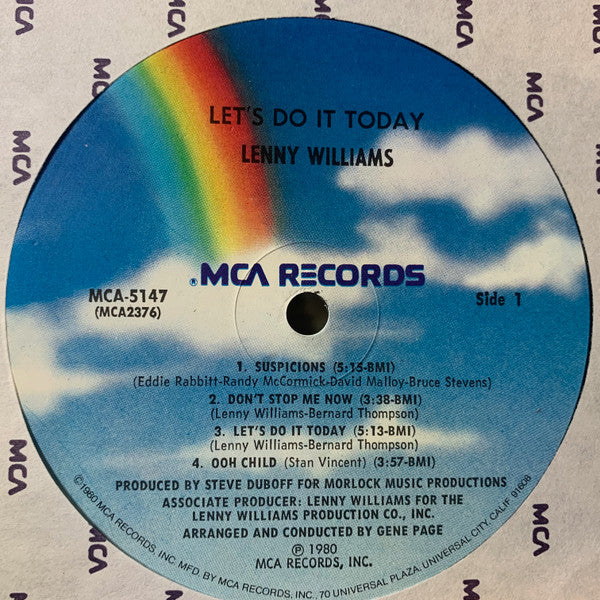 LET'S DO IT TODAY
LENNY WILLIAMS
®MCA RECORDS
MCA-5147
(MCA2376)
Side 1
1. SUSPICIONS (5:15-BMI)
(Eddie Rabbitt-Randy McCormick-David Malloy-Bruce Stevens)
2. DON'T STOP ME NOW (3:38-BMI)
(Lenny Williams-Bernard Thompson)
3. LET'S DO IT TODAY (5:13-BMI)
(Lenny Williams-Bernard Thompson)
4. OOH CHILD (Stan Vincent) (3:57-BMI)
PRODUCED BY STEVE DUBOFF FOR MORLOCK MUSIC PRODUCTIONS
ASSOCIATE PRODUCER: LENNY WILLIAMS FOR THE
LENNY WILLIAMS PRODUCTION CO., INC.
ARRANGED AND CONDUCTED BY GENE PAGE
℗ 1980
MCA RECORDS, INC.
©1980 MCA RECORDS, INC. MFD. BY MCA RECORDS, INC., 70 UNIVERSAL PLAZA, UNIVERSAL CITY, CALIF. 91608
MCA
MCA
MCA
MCA
MCA
MCA
MCA
MCA
MCA